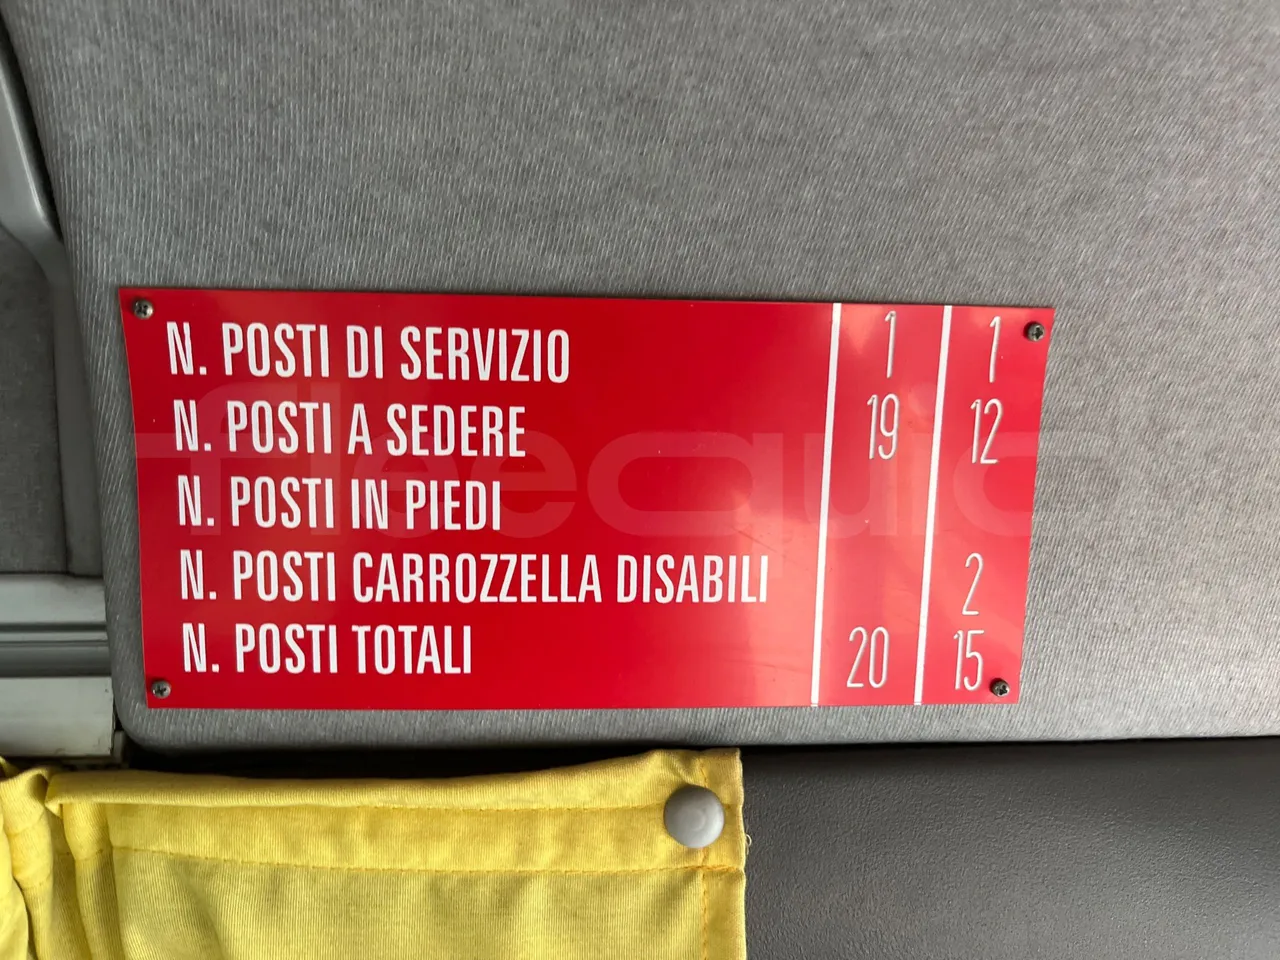 N. POSTI DI SERVIZIO 1 1
N. POSTI A SEDERE 19 12
N. POSTI IN PIEDI
N. POSTI CARROZZELLA DISABILI 2
N. POSTI TOTALI 20 15